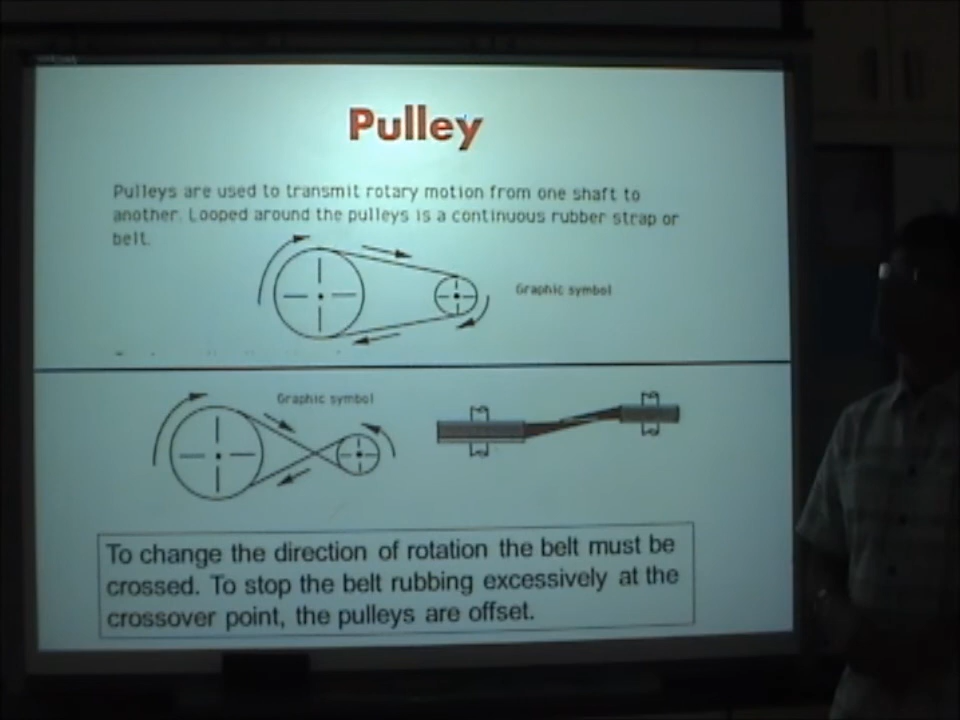 Pulley
Pulleys are used to transmit rotary motion from one shaft to
another. Looped around the pulleys is a continuous rubber strap or
belt.
Graphic symbol
Graphic symbol
To change the direction of rotation the belt must be
crossed. To stop the belt rubbing excessively at the
crossover point, the pulleys are offset.